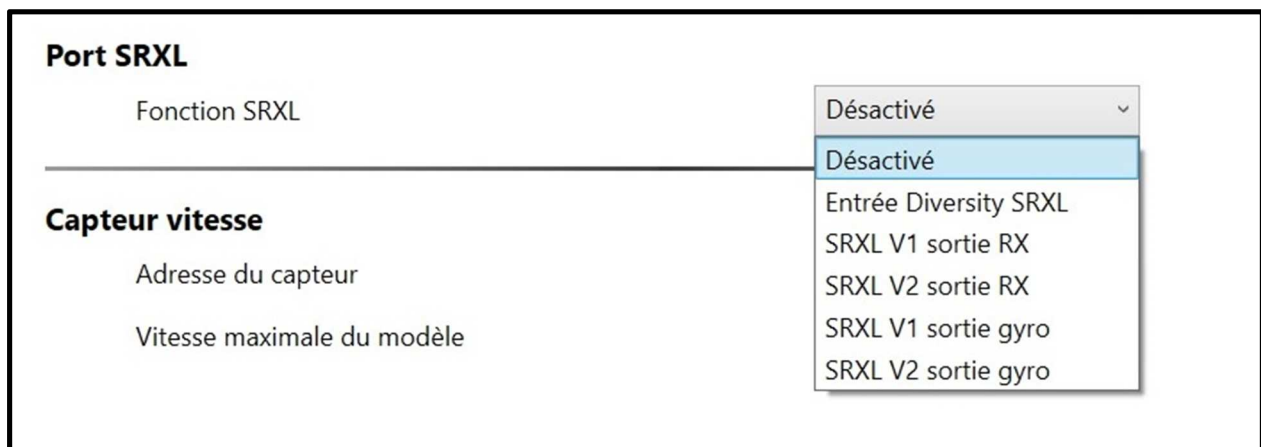 Port SRXL
Fonction SRXL
Désactivé
Désactivé
Entrée Diversity SRXL
SRXL V1 sortie RX
SRXL V2 sortie RX
SRXL V1 sortie gyro
SRXL V2 sortie gyro
Capteur vitesse
Adresse du capteur
Vitesse maximale du modèle